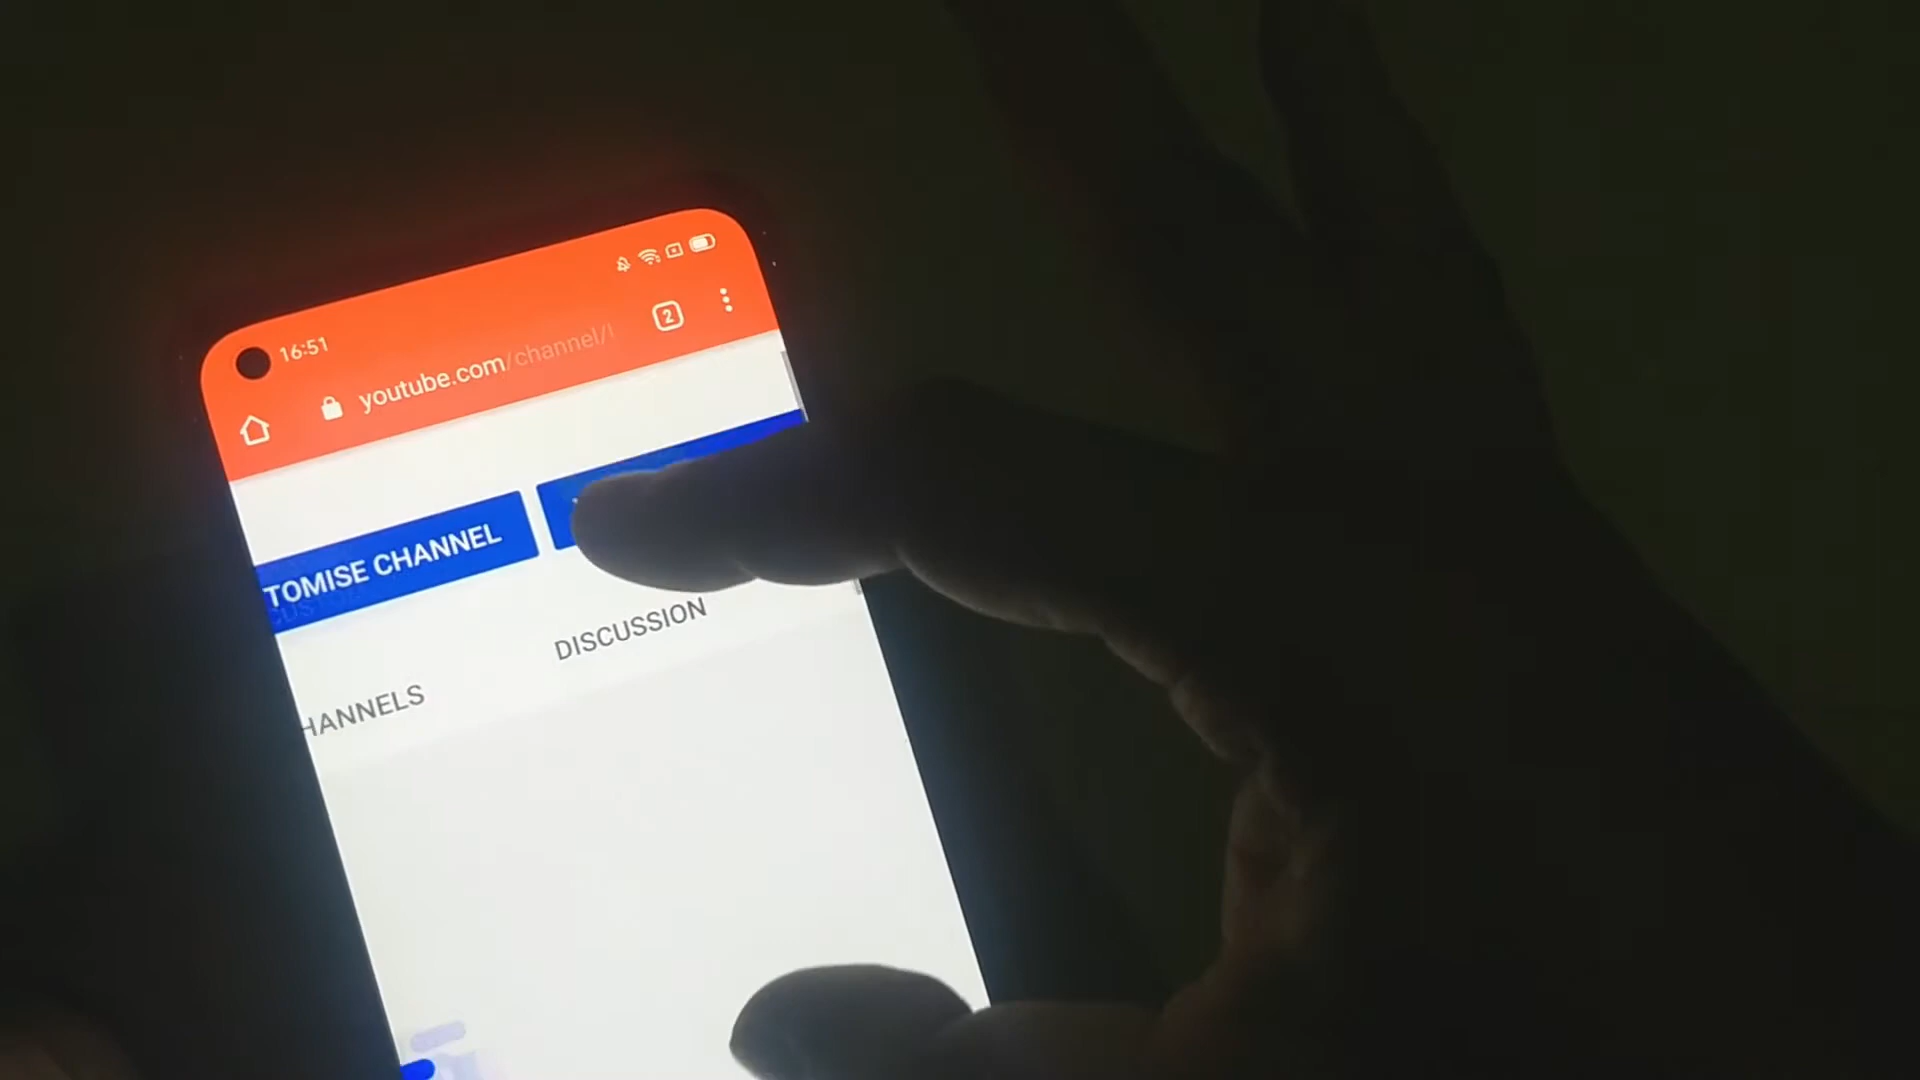 16:51
2
youtube.com/channel/
TOMISE CHANNEL
HANNELS
DISCUSSION